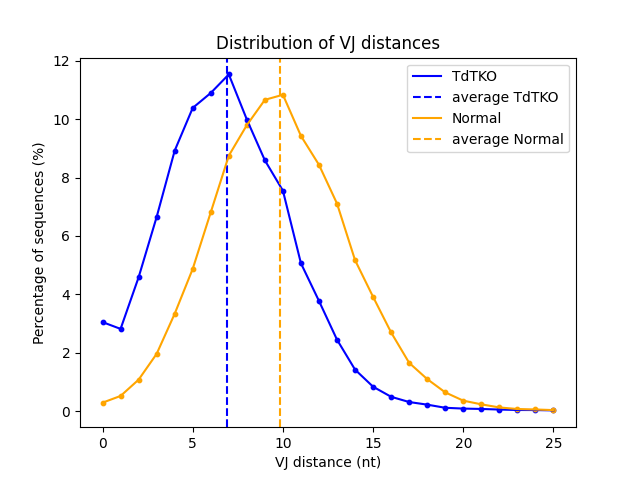 Distribution of VJ distances
12
10
8
6
4
2
0
Percentage of sequences (%)
TdTKO
average TdTKO
Normal
average Normal
0 5 10 15 20 25
VJ distance (nt)